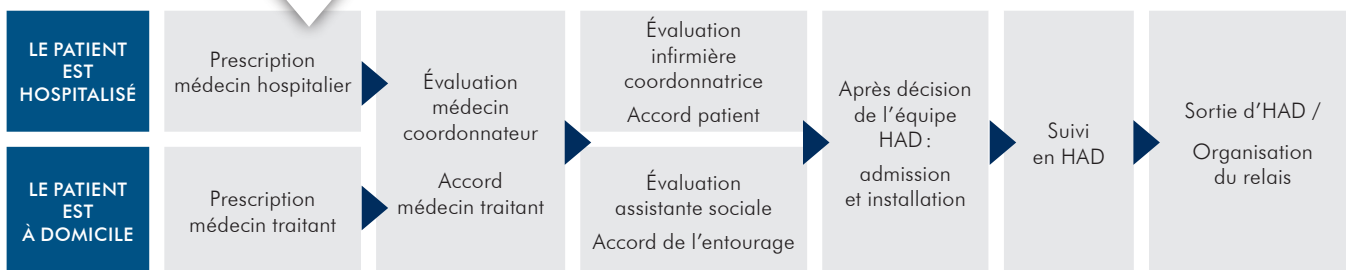 LE PATIENT
EST
HOSPITALISÉ
Prescription
médecin hospitalier
LE PATIENT
EST
À DOMICILE
Prescription
médecin traitant
Évaluation
médecin
coordonnateur
Accord
médecin traitant
Évaluation
infirmière
coordonnatrice
Accord patient
Évaluation
assistante sociale
Accord de l'entourage
Après décision
de l'équipe
HAD :
admission
et installation
Suivi
en HAD
Sortie d'HAD /
Organisation
du relais